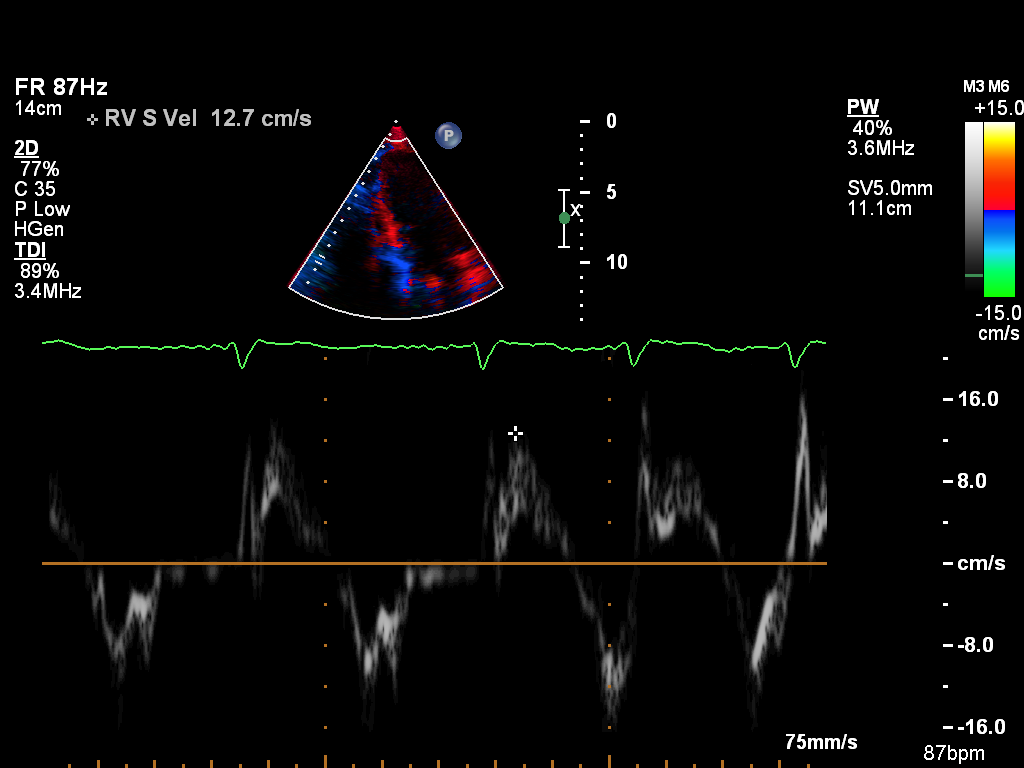 FR 87Hz
14cm
RV S Vel 12.7 cm/s
2D
77%
C 35
P Low
HGen
TDI
89%
3.4MHz
P
0
5
X
10
PW
40%
3.6MHz
SV5.0mm
11.1cm
M3 M6
+15.0
-15.0
cm/s
16.0
8.0
cm/s
-8.0
-16.0
75mm/s
87bpm